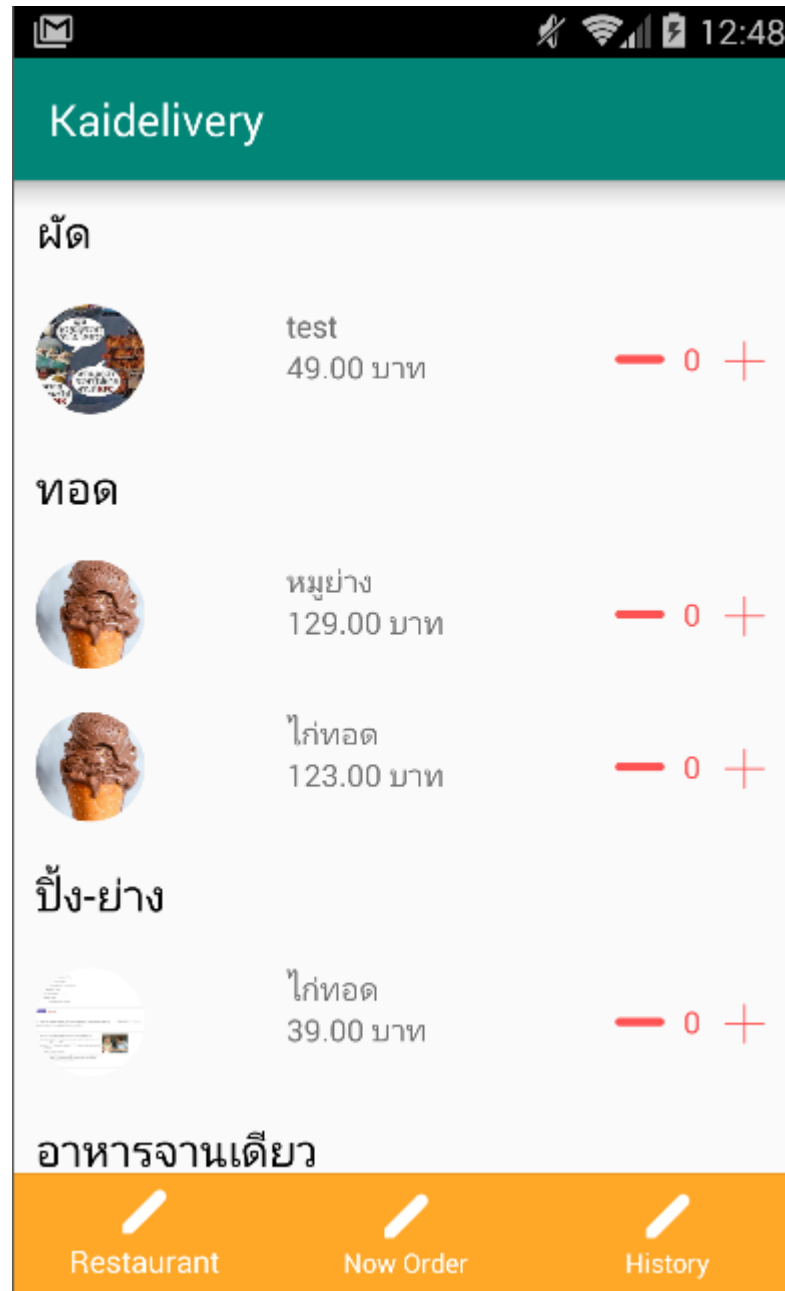 12:48
Kaidelivery
ผัด
test
49.00 บาท
0
ทอด
หมูย่าง
129.00 บาท
0
ไก่ทอด
123.00 บาท
0
ปิ้ง-ย่าง
ไก่ทอด
39.00 บาท
0
อาหารจานเดียว
Restaurant
Now Order
History